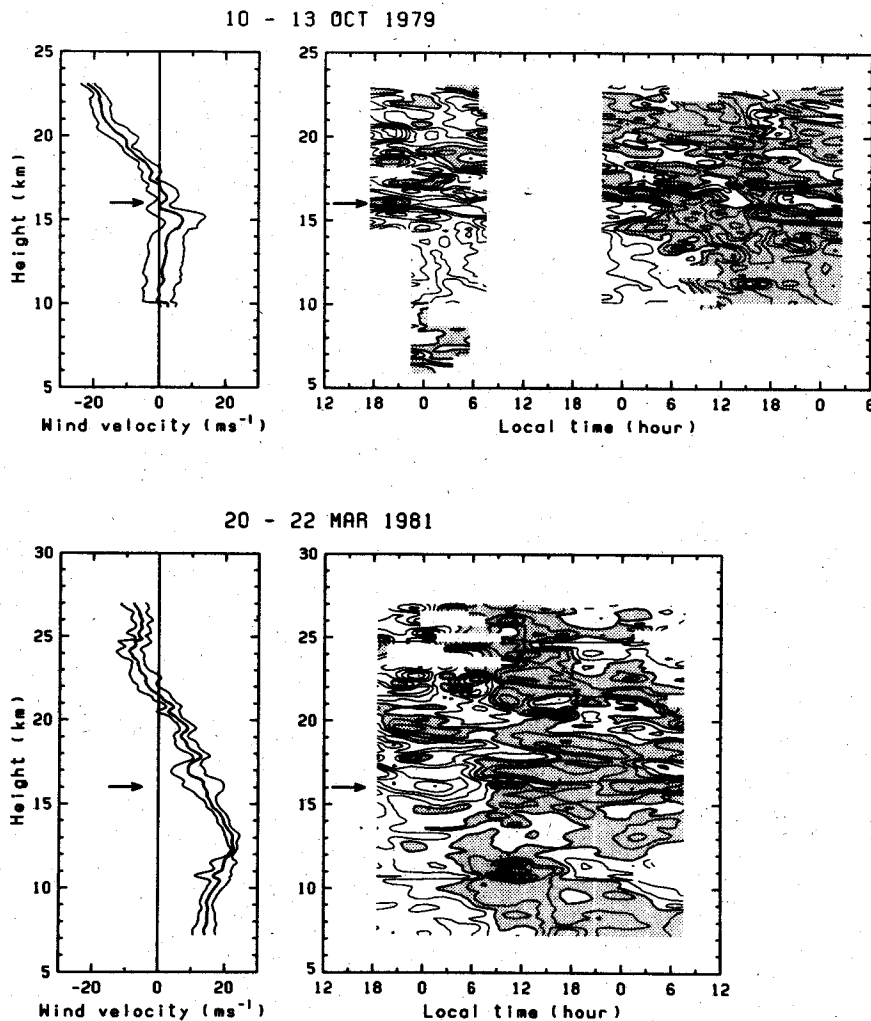 10 - 13 OCT 1979
25
20
15
10
5
Height (km)
-20 0 20
Wind velocity (ms⁻¹)
25
20
15
10
5
12 18 0 6 12 18 0 6 12 18 0 6
Local time (hour)
20 - 22 MAR 1981
30
25
20
15
10
5
Height (km)
-20 0 20
Wind velocity (ms⁻¹)
30
25
20
15
10
5
12 18 0 6 12 18 0 6 12
Local time (hour)